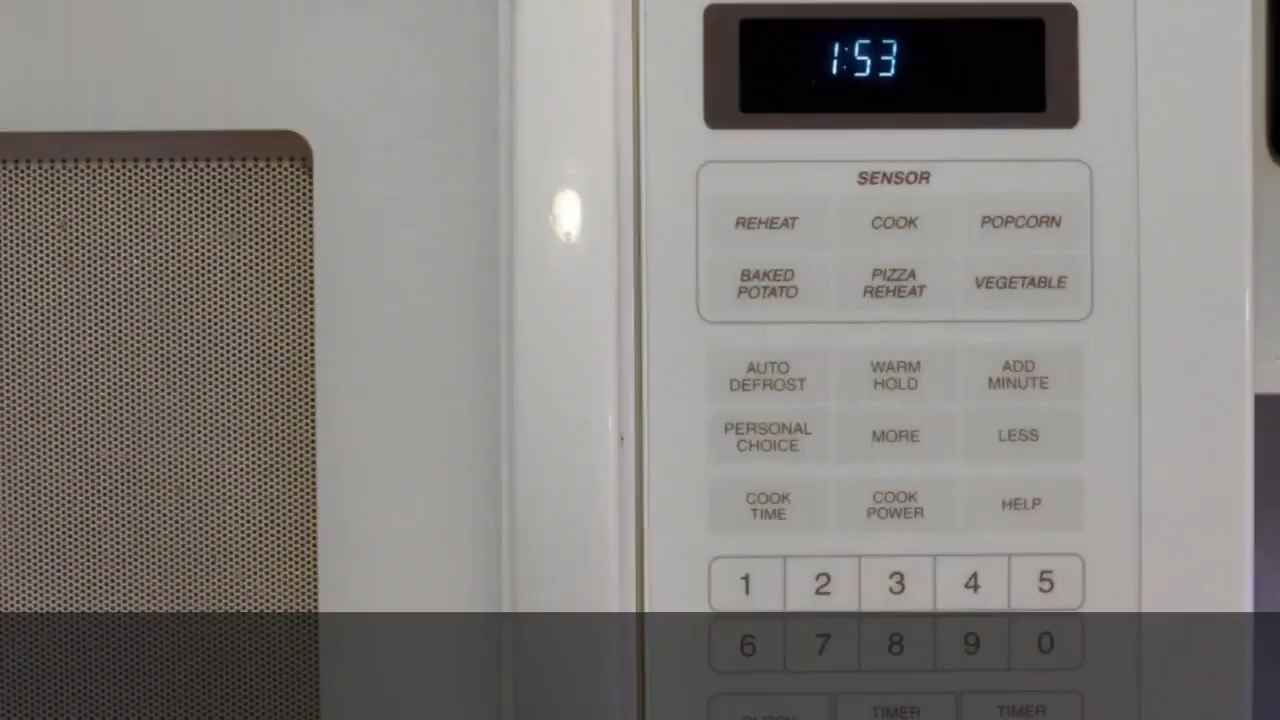 1:53
SENSOR
REHEAT COOK POPCORN
BAKED POTATO PIZZA REHEAT VEGETABLE
AUTO DEFROST WARM HOLD ADD MINUTE
PERSONAL CHOICE MORE LESS
COOK TIME COOK POWER HELP
1 2 3 4 5
6 7 8 9 0
CLOCK TIMER TIMER